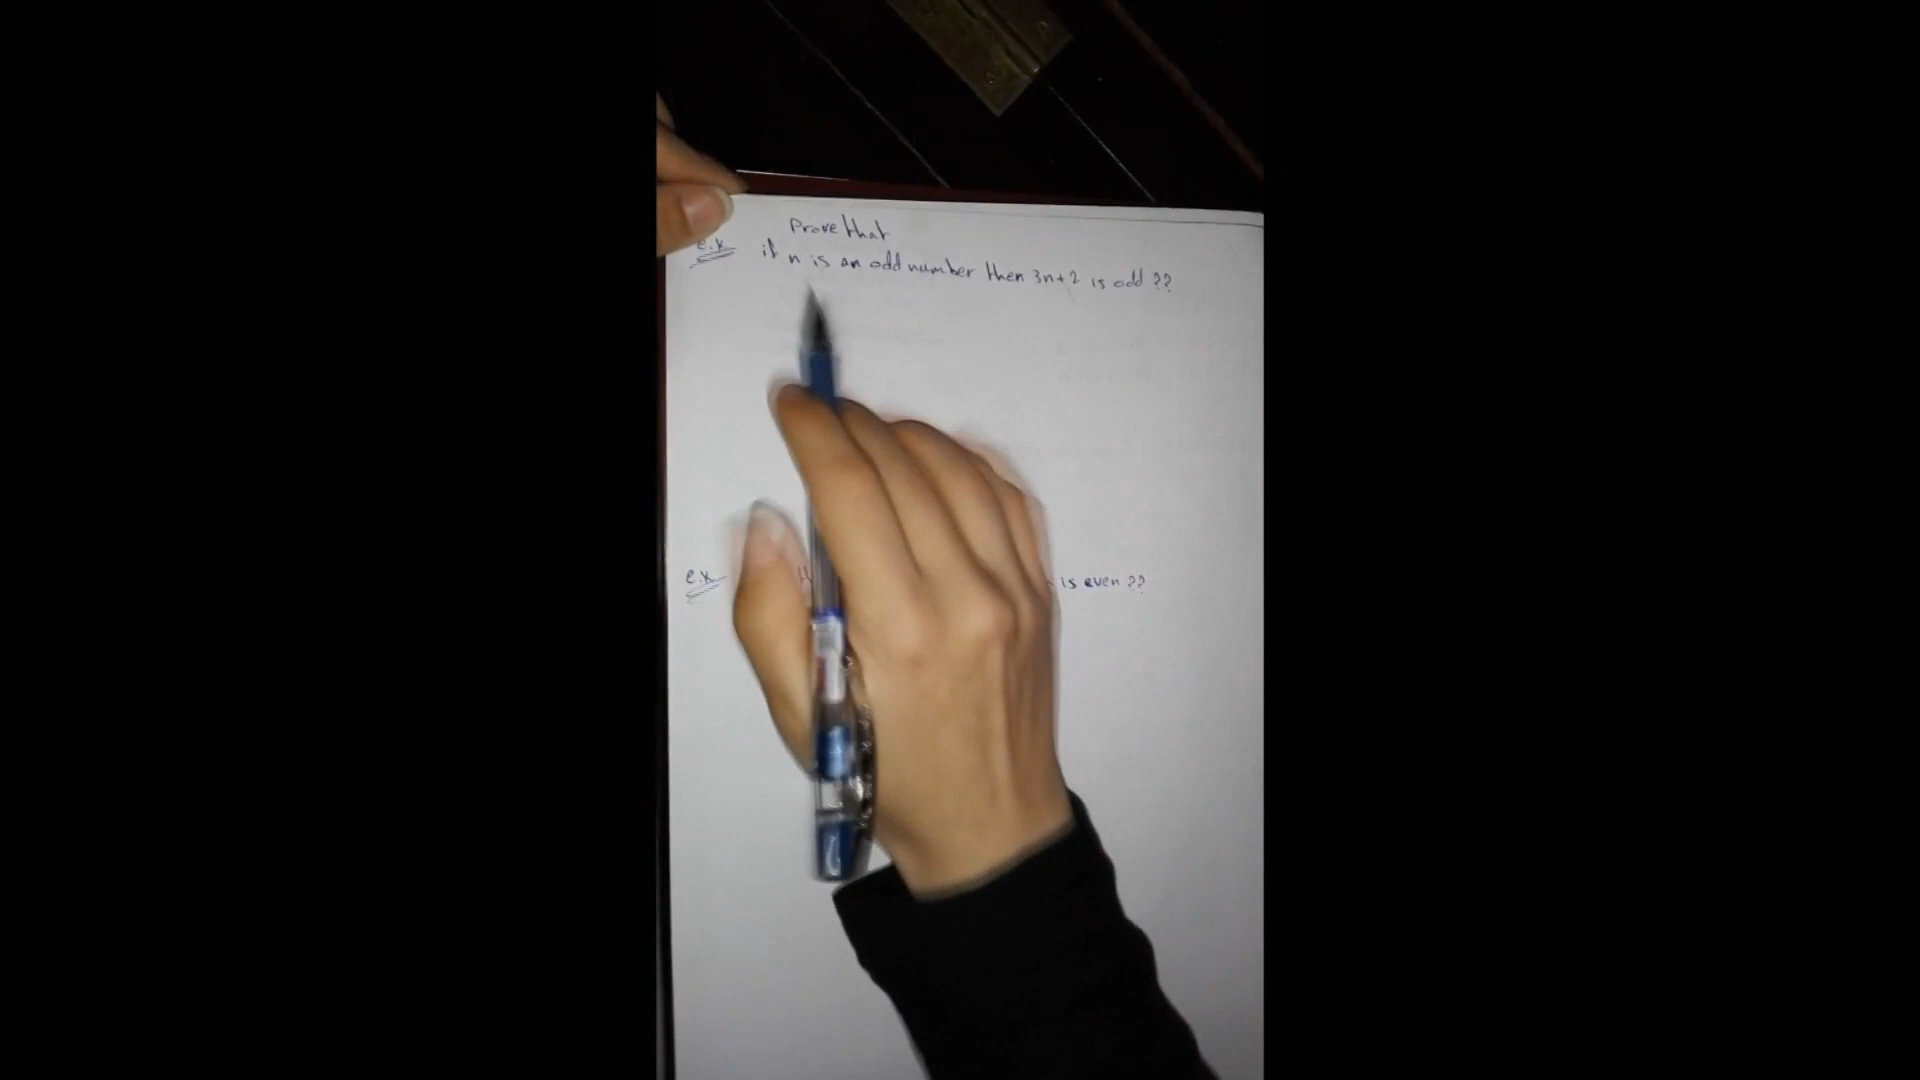 Prove that
e.x if n is an odd number then 3n+2 is odd ??
e.x is even ??